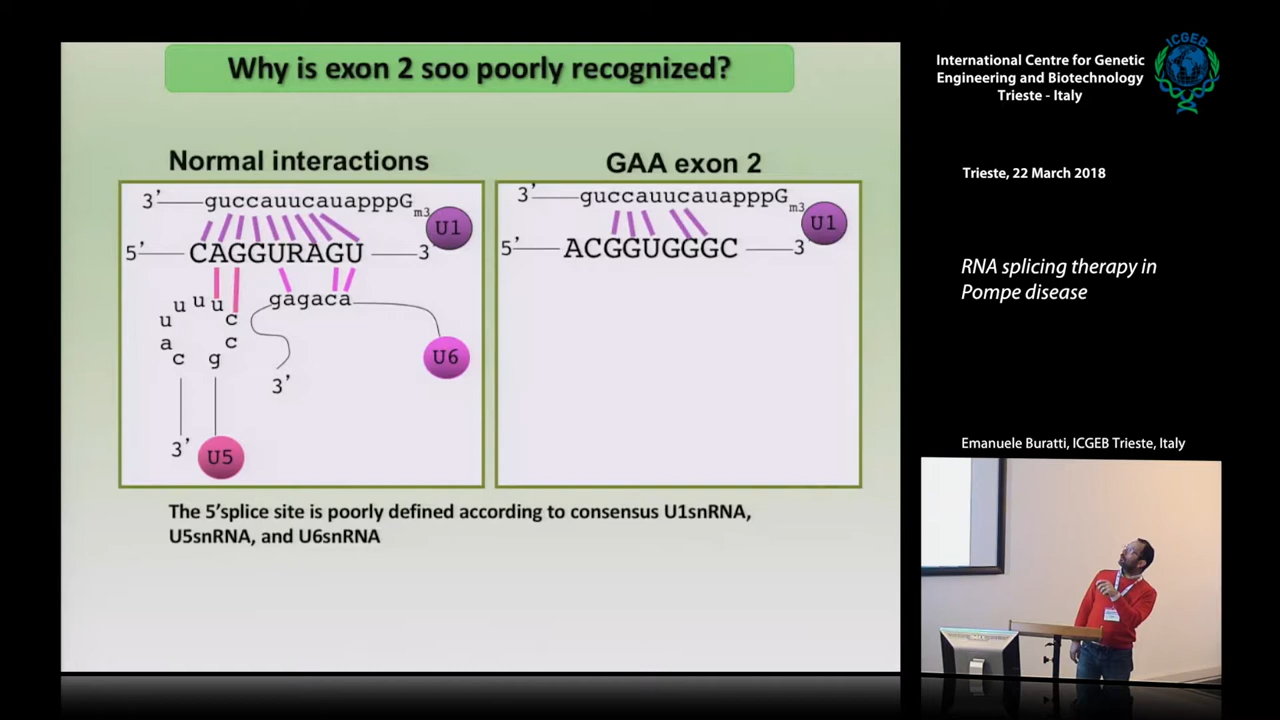 Why is exon 2 soo poorly recognized?
Normal interactions
3' guccauucauapppG m3 U1
5' CAGGURAGU 3'
u u u u c a c c g
gagaca
U6
3'
3' U5
GAA exon 2
3' guccauucauapppG m3 U1
5' ACGGUGGGC 3
The 5'splice site is poorly defined according to consensus U1snRNA,
U5snRNA, and U6snRNA
ICGEB
International Centre for Genetic
Engineering and Biotechnology
Trieste - Italy
Trieste, 22 March 2018
RNA splicing therapy in
Pompe disease
Emanuele Buratti, ICGEB Trieste, Italy